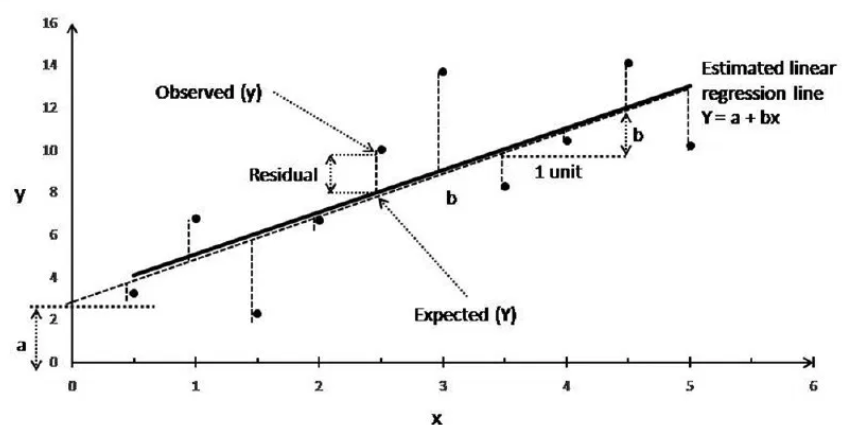 16
14
12
10
8
6
4
2
0
y
a
Observed (y)
Residual
Expected (Y)
b
1 unit
b
Estimated linear
regression line
Y = a + bx
0
1
2
3
4
5
6
x